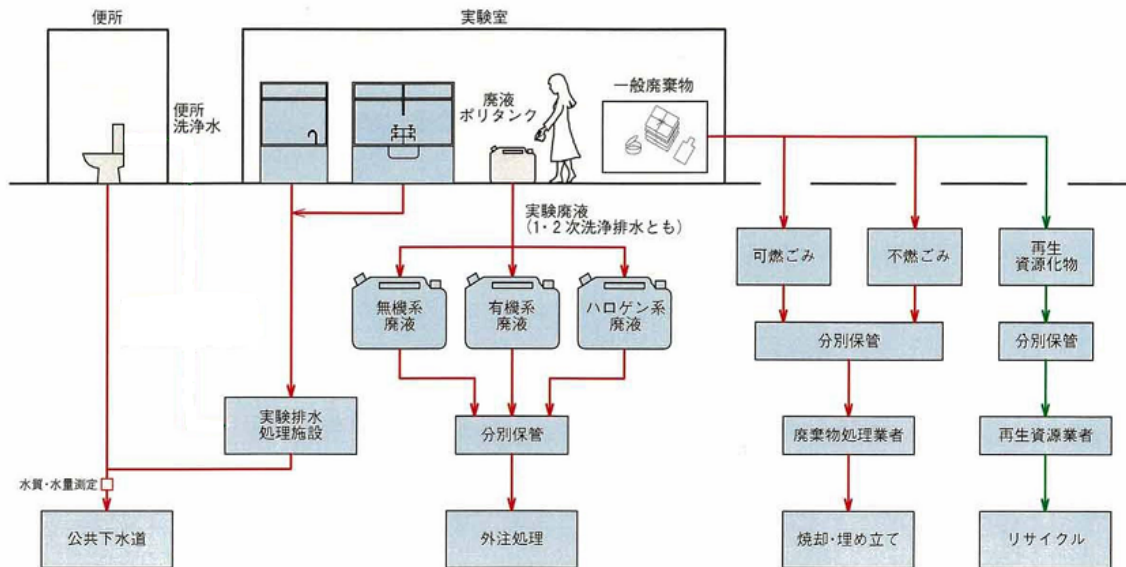 便所
実験室
便所
洗浄水
廃液
ポリタンク
一般廃棄物
実験廃液
(1・2次洗浄排水とも)
可燃ごみ
不燃ごみ
再生
資源化物
無機系
廃液
有機系
廃液
ハロゲン系
廃液
分別保管
分別保管
実験排水
処理施設
分別保管
廃棄物処理業者
再生資源業者
水質・水量測定
公共下水道
外注処理
焼却・埋め立て
リサイクル